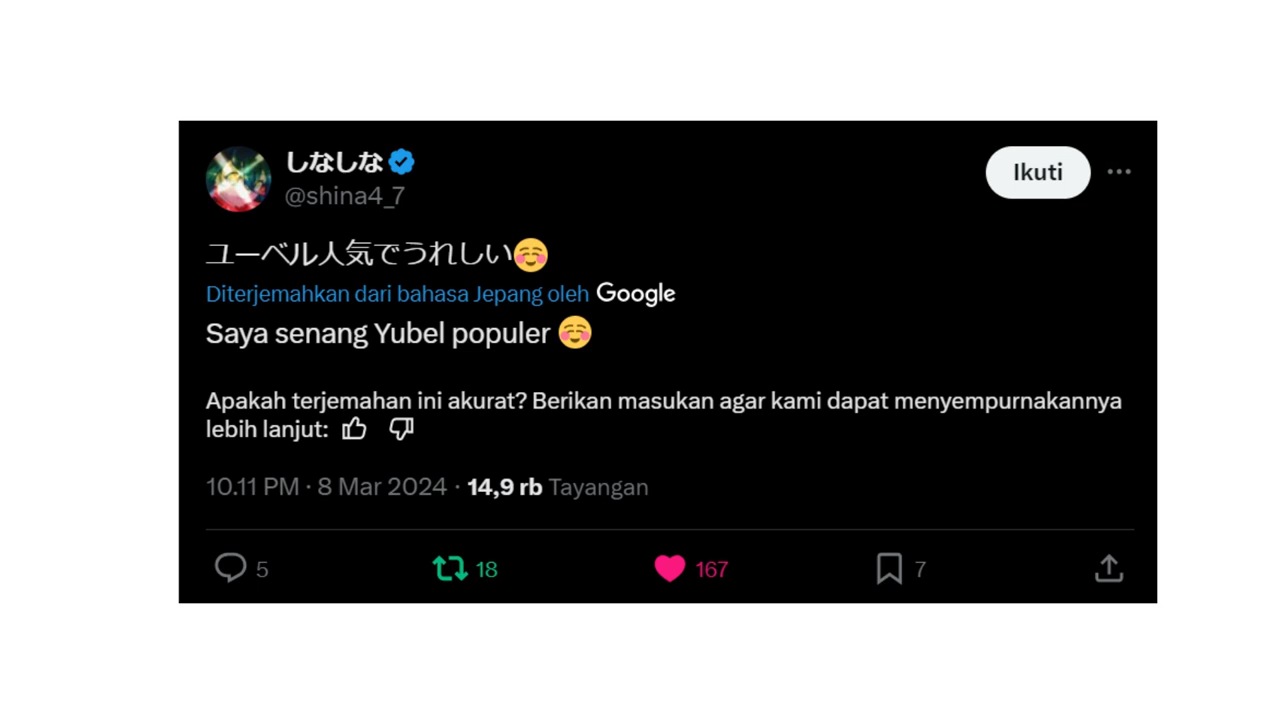 しなしな
@shina4_7
Ikuti
ユーベル人気でうれしい☺️
Diterjemahkan dari bahasa Jepang oleh Google
Saya senang Yubel populer ☺️
Apakah terjemahan ini akurat? Berikan masukan agar kami dapat menyempurnakannya
lebih lanjut:
10.11 PM · 8 Mar 2024 · 14,9 rb Tayangan
5 18 167 7